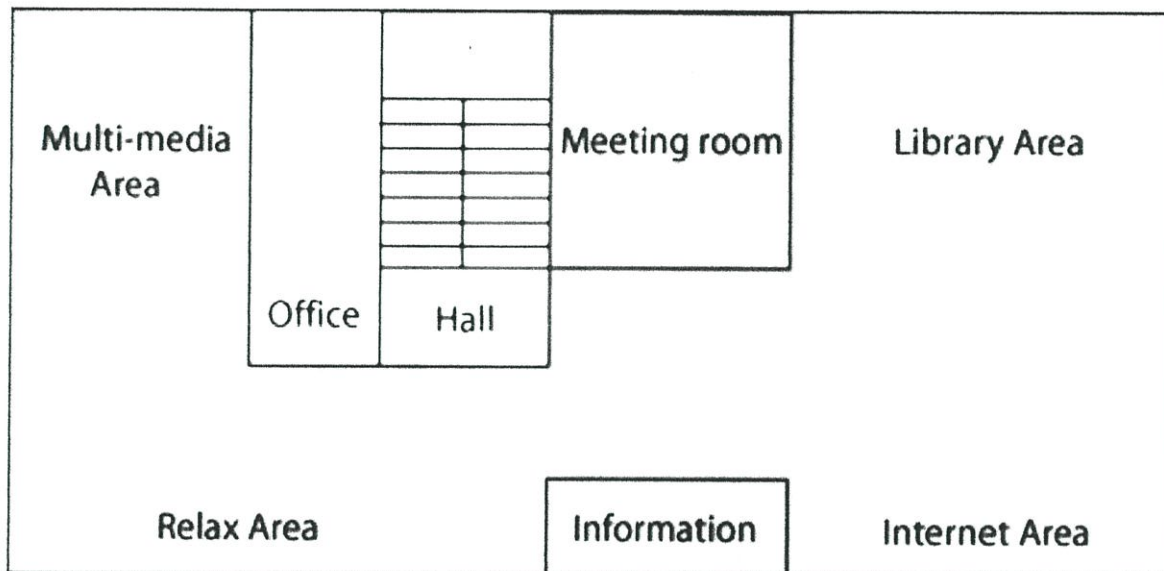 Multi-media
Area
Meeting room
Library Area
Office
Hall
Relax Area
Information
Internet Area